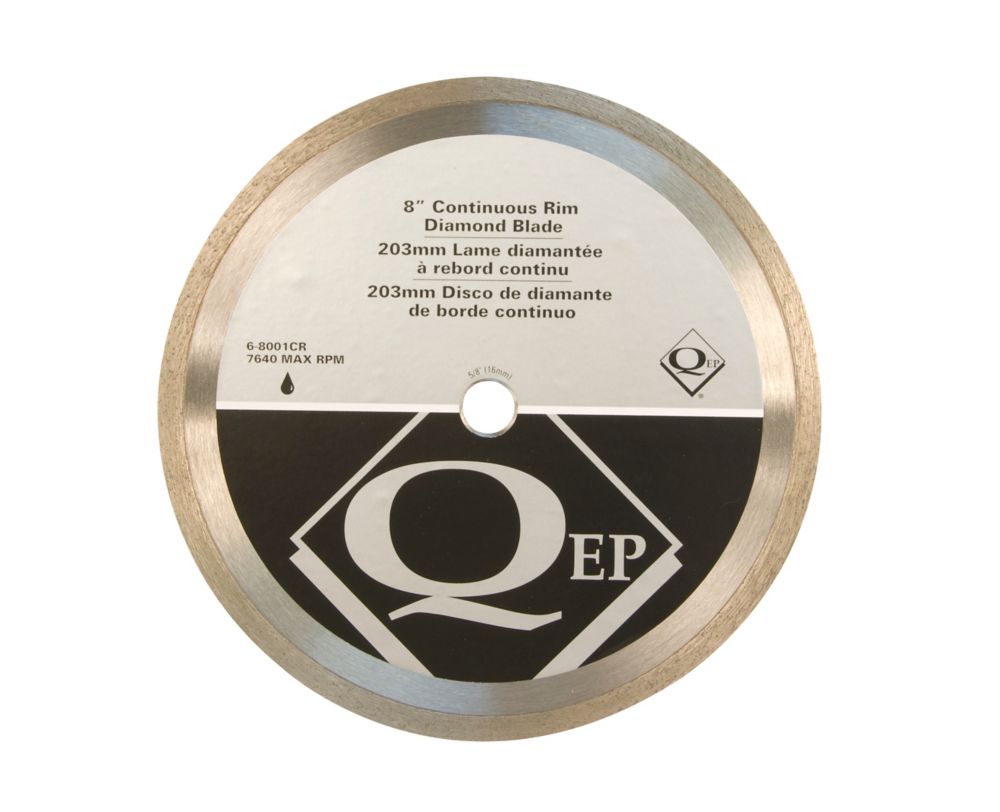 8" Continuous Rim
Diamond Blade
203mm Lame diamantée
à rebord continu
203mm Disco de diamante
de borde continuo
6-8001CR
7640 MAX RPM
QEP
®
5/8" (16mm)
QEP